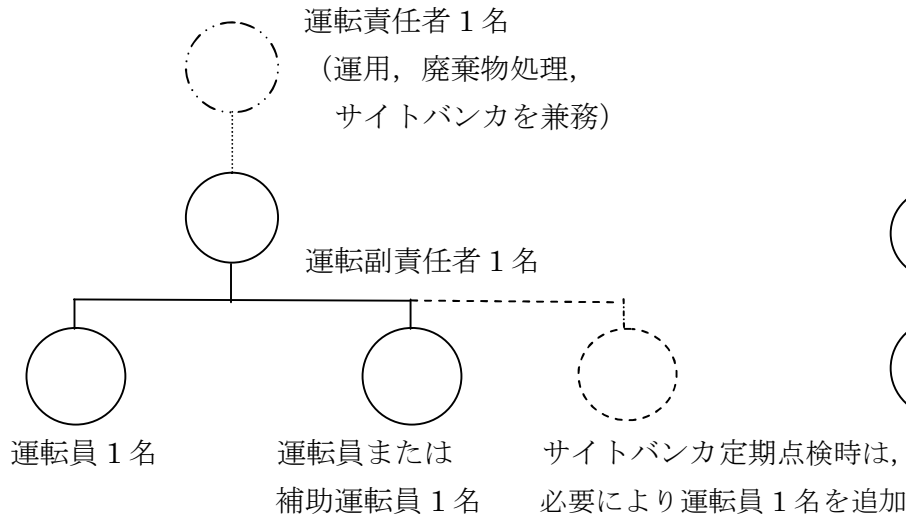 運転責任者 1 名
（運用，廃棄物処理，
サイトバンカを兼務）
運転副責任者 1 名
運転員 1 名
運転員または
補助運転員 1 名
サイトバンカ定期点検時は，
必要により運転員 1 名を追加